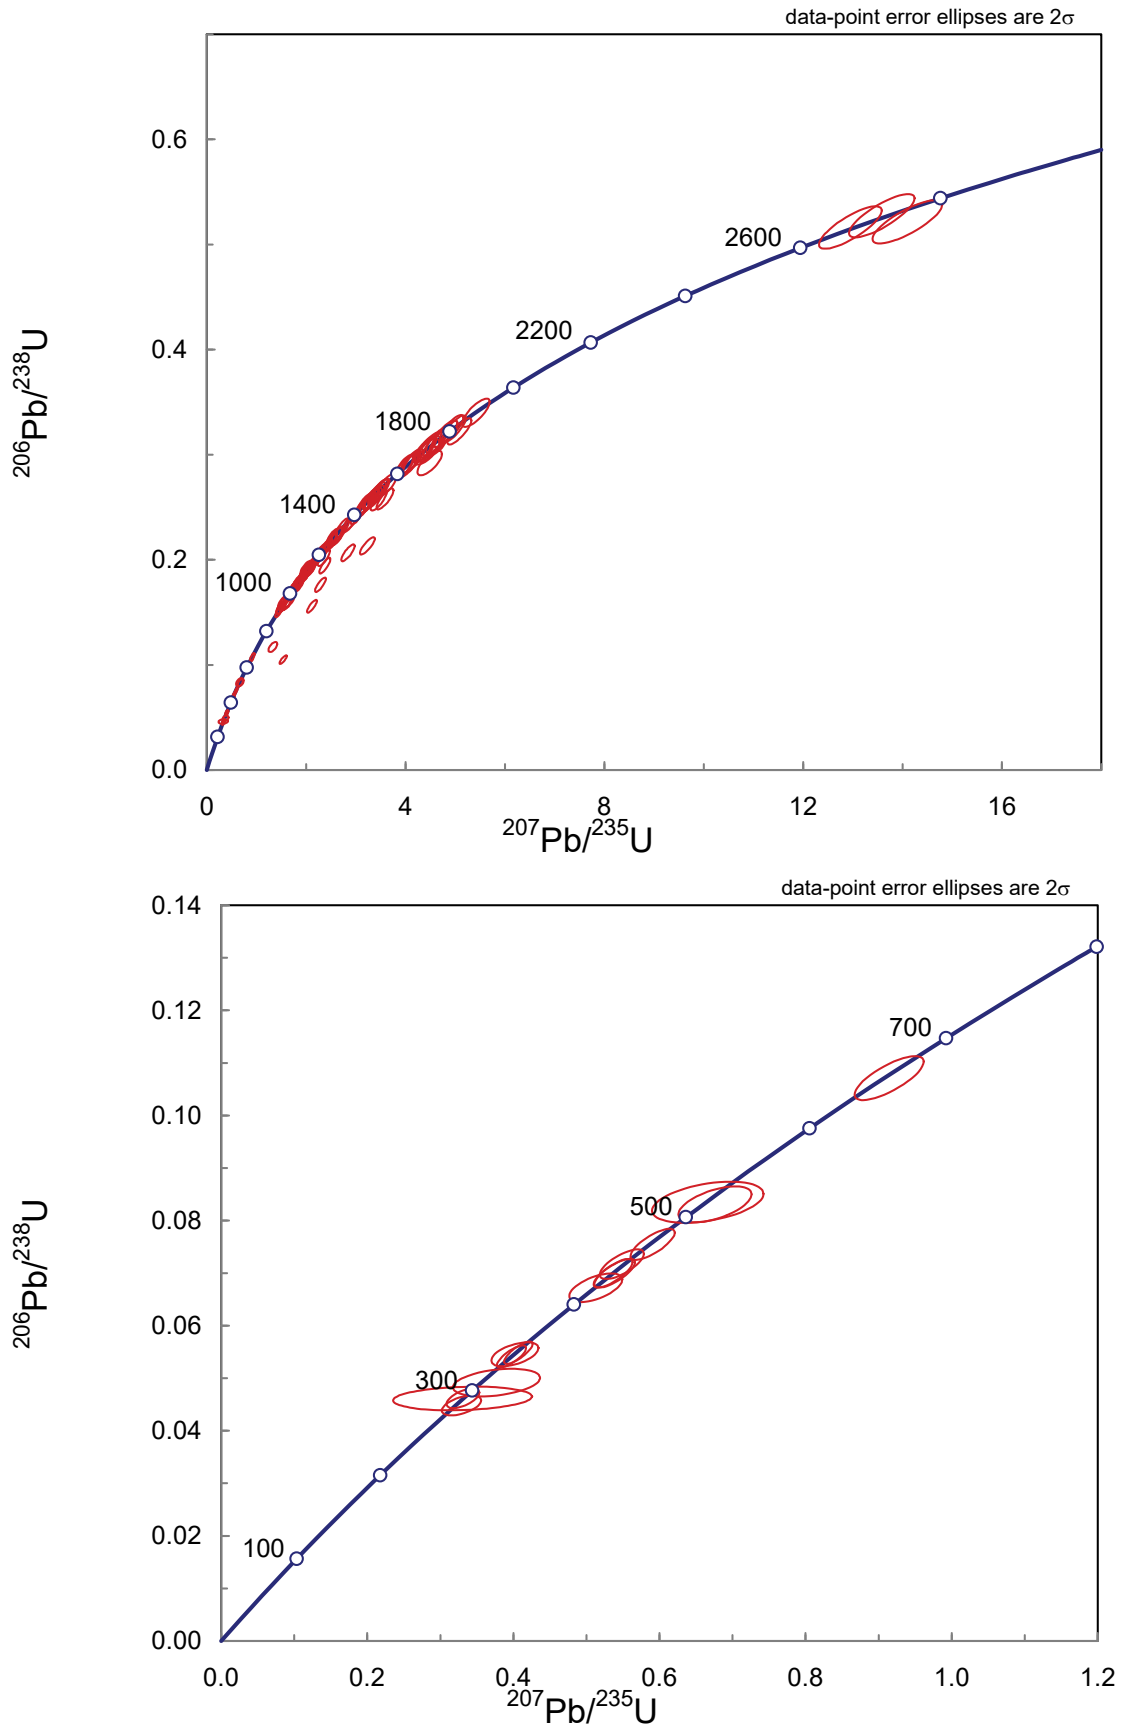 data-point error ellipses are 2σ
0.6
2600
0.4
2200
1800
1400
0.2
1000
0.0
0 4 8 12 16
²⁰⁷Pb/²³⁵U
²⁰⁶Pb/²³⁸U
data-point error ellipses are 2σ
0.14
0.12
700
0.10
500
0.08
0.06
300
0.04
0.02
100
0.00
0.0 0.2 0.4 0.6 0.8 1.0 1.2
²⁰⁷Pb/²³⁵U
²⁰⁶Pb/²³⁸U